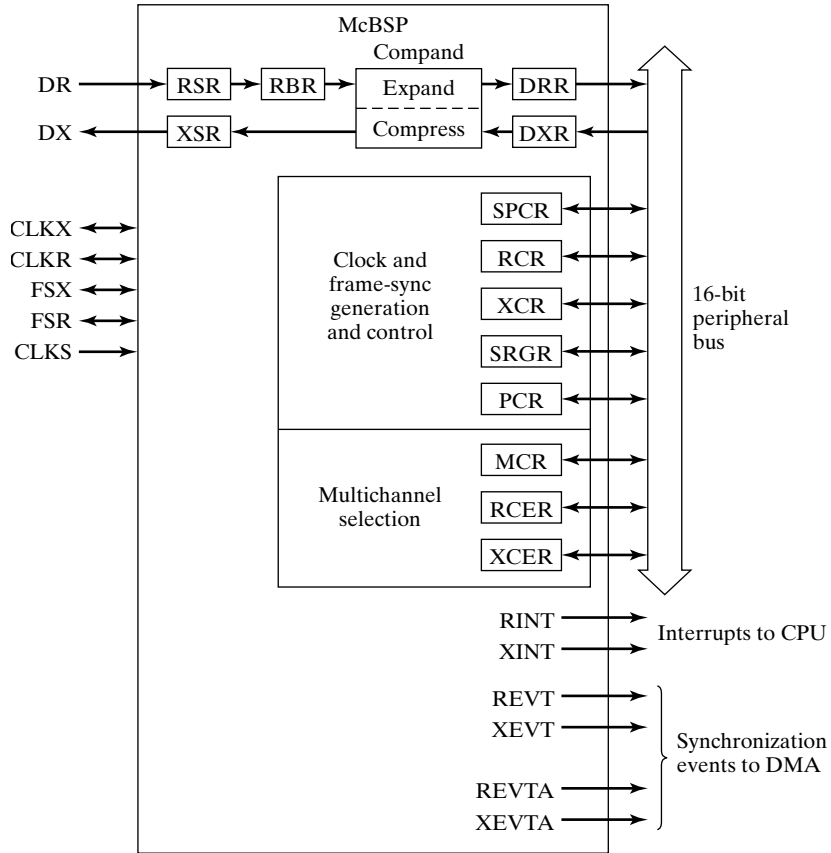 McBSP
Compand
DR
RSR
RBR
Expand
DRR
DX
XSR
Compress
DXR
SPCR
CLKX
CLKR
FSX
FSR
CLKS
Clock and
frame-sync
generation
and control
RCR
XCR
SRGR
PCR
16-bit
peripheral
bus
MCR
Multichannel
selection
RCER
XCER
RINT
XINT
Interrupts to CPU
REVT
XEVT
Synchronization
events to DMA
REVTA
XEVTA